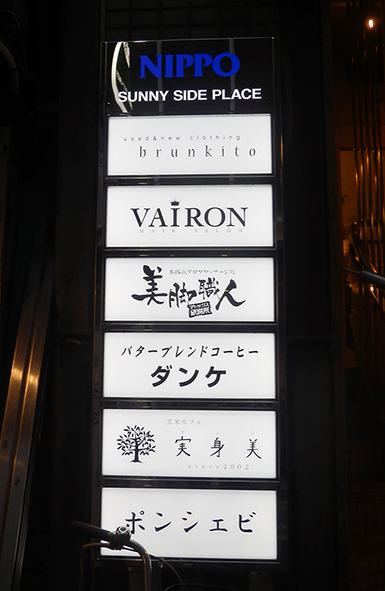 NIPPO
SUNNY SIDE PLACE
used&new clothing
brunkito
VAIRON
HAIR SALON
美脚職人
バターブレンドコーヒー
ダンケ
玄米カフェ
実身美
since2002
ポンシェビ